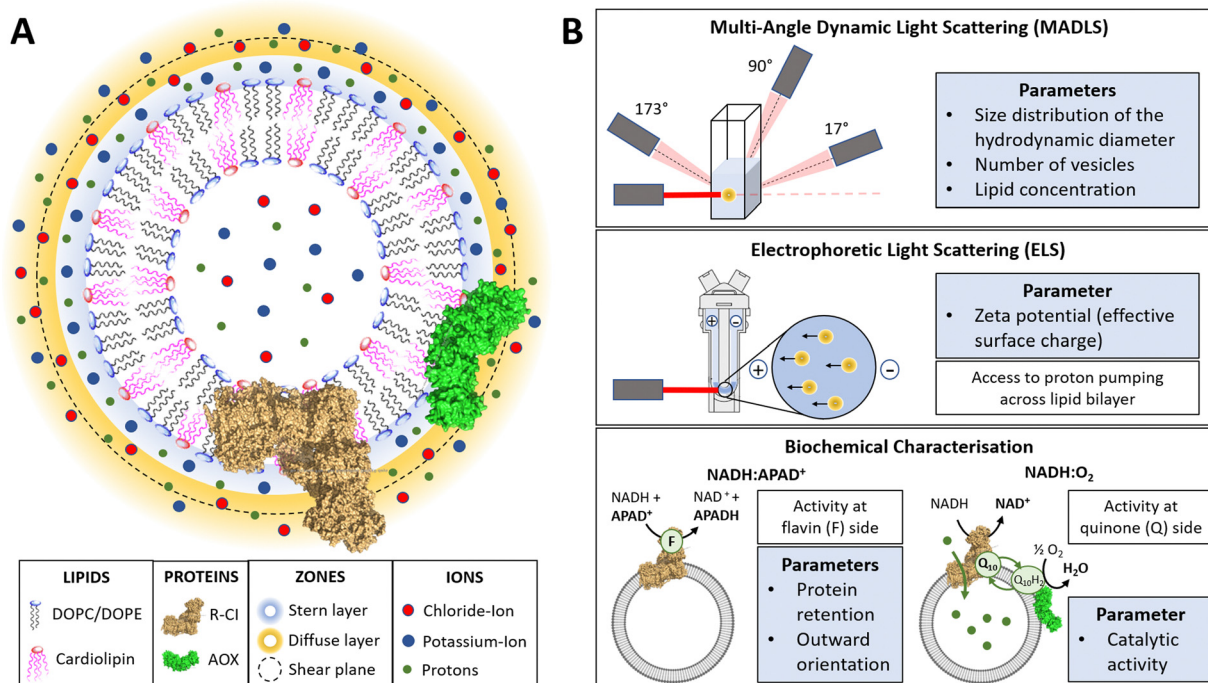 A
LIPIDS
DOPC/DOPE
Cardiolipin
PROTEINS
R-CI
AOX
ZONES
Stern layer
Diffuse layer
Shear plane
IONS
Chloride-Ion
Potassium-Ion
Protons
B
Multi-Angle Dynamic Light Scattering (MADLS)
90°
173°
17°
Parameters
• Size distribution of the
hydrodynamic diameter
• Number of vesicles
• Lipid concentration
Electrophoretic Light Scattering (ELS)
+ −
+
−
Parameter
• Zeta potential (effective
surface charge)
Access to proton pumping
across lipid bilayer
Biochemical Characterisation
NADH:APAD⁺
NADH +
APAD⁺
NAD⁺ +
APADH
F
Activity at
flavin (F) side
Parameters
• Protein
retention
• Outward
orientation
NADH:O₂
NADH
NAD⁺
Q₁₀
Q₁₀H₂
½ O₂
H₂O
Activity at
quinone (Q) side
Parameter
• Catalytic
activity